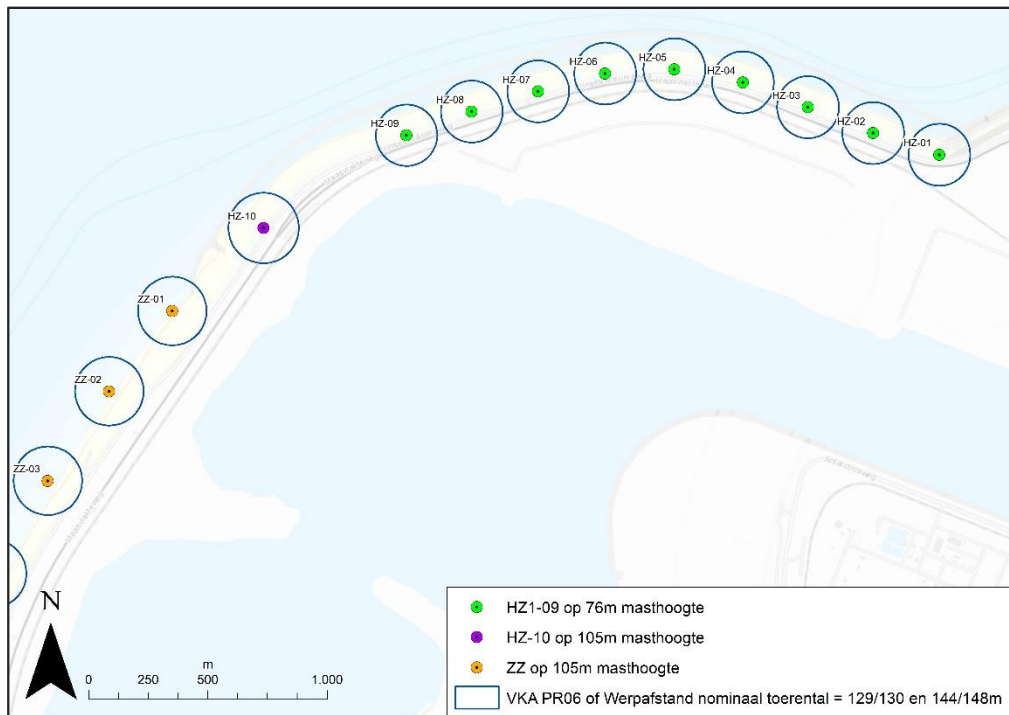 HZ-06
HZ-05
HZ-07
HZ-04
HZ-08
HZ-03
HZ-09
HZ-02
HZ-01
HZ-10
ZZ-01
ZZ-02
ZZ-03
Maasvlakteweg
Antarcticaweg
N
m
0 250 500 1.000
HZ1-09 op 76m masthoogte
HZ-10 op 105m masthoogte
ZZ op 105m masthoogte
VKA PR06 of Werpafstand nominaal toerental = 129/130 en 144/148m